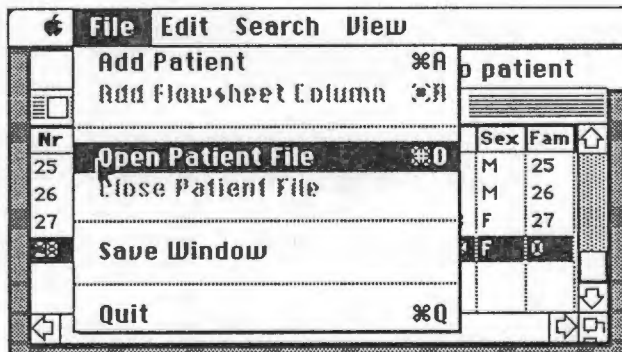 File Edit Search View
Add Patient ⌘A
patient
Add Flowsheet Column
Nr Sex Fam
Open Patient File ⌘O
25 M 25
Close Patient File
26 M 26
27 F 27
Save Window
28 F 0
Quit ⌘Q